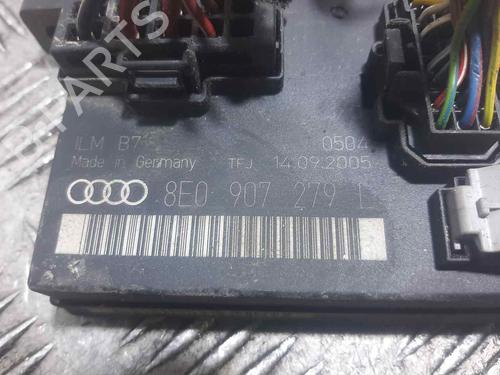 ILM B7 0504
Made in Germany TFJ 14.09.2005
8E0 907 279 L